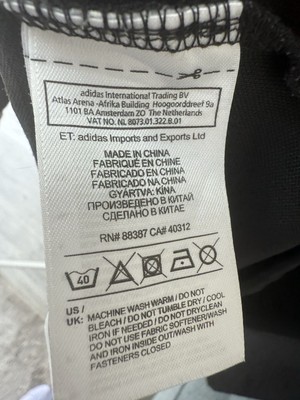 adidas International Trading BV
Atlas Arena -Afrika Building Hoogoorddreef 9a
1101 BA Amsterdam ZO The Netherlands
VAT NO. NL 8073.01.322.B.01
ET: adidas Imports and Exports Ltd
MADE IN CHINA
FABRIQUÉ EN CHINE
FABRICADO EN CHINA
FABRICADO NA CHINA
GYÁRTVA: KÍNA
ПРОИЗВЕДЕНО В КИТАЙ
СДЕЛАНО В КИТАЕ
RN# 88387 CA# 40312
40
US /
UK: MACHINE WASH WARM / DO NOT
BLEACH / DO NOT TUMBLE DRY / COOL
IRON IF NEEDED / DO NOT DRYCLEAN
DO NOT USE FABRIC SOFTENER/WASH
AND IRON INSIDE OUT/WASH WITH
FASTENERS CLOSED